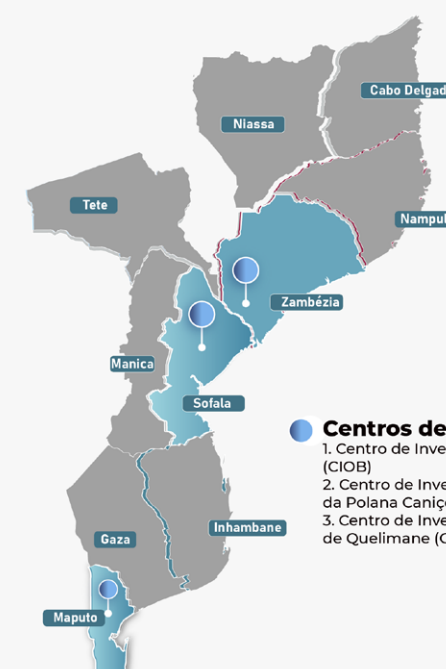 Cabo Delgad
Niassa
Tete
Nampul
Zambézia
Manica
Sofala
Centros de
1. Centro de Inve
(CIOB)
2. Centro de Inve
da Polana Caniç
3. Centro de Inve
de Quelimane (C
Inhambane
Gaza
Maputo